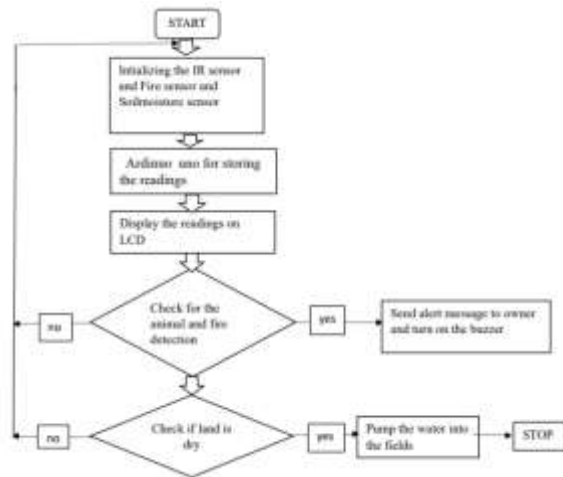 START
Intializing the IR sensor
and Fire sensor and
Soilmoisture sensor
Ardinuo uno for storing
the readings
Display the readings on
LCD
Check for the
animal and fire
detection
no
yes
Send alert message to owner
and turn on the buzzer
Check if land is
dry
no
yes
Pump the water into
the fields
STOP